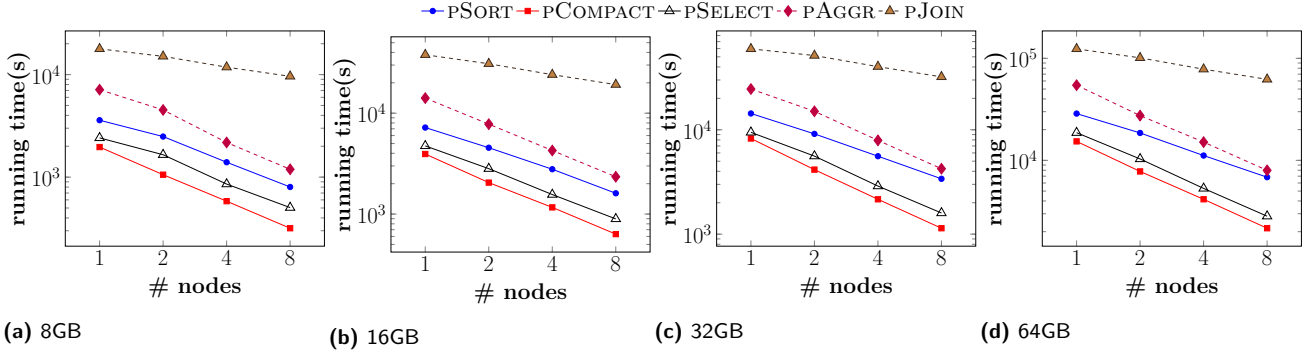 PSORT PCOMPACT PSELECT PAGGR PJOIN
running time(s)
10^4
10^3
1 2 4 8
# nodes
(a) 8GB
running time(s)
10^4
10^3
1 2 4 8
# nodes
(b) 16GB
running time(s)
10^4
10^3
1 2 4 8
# nodes
(c) 32GB
running time(s)
10^5
10^4
1 2 4 8
# nodes
(d) 64GB